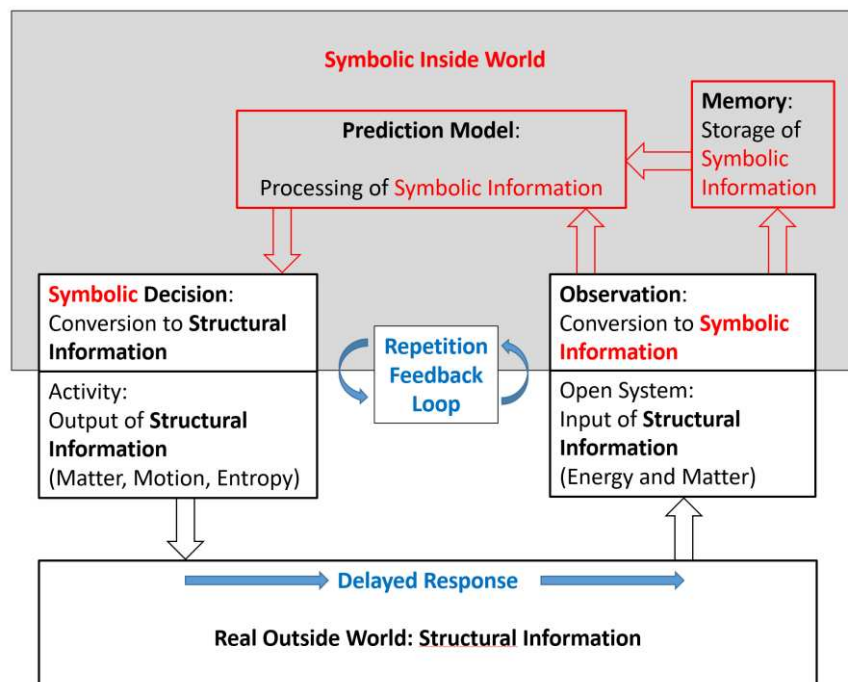 Symbolic Inside World
Memory:
Storage of
Symbolic
Information
Prediction Model:
Processing of Symbolic Information
Symbolic Decision:
Conversion to Structural
Information
Observation:
Conversion to Symbolic
Information
Repetition
Feedback
Loop
Activity:
Output of Structural
Information
(Matter, Motion, Entropy)
Open System:
Input of Structural
Information
(Energy and Matter)
Delayed Response
Real Outside World: Structural Information